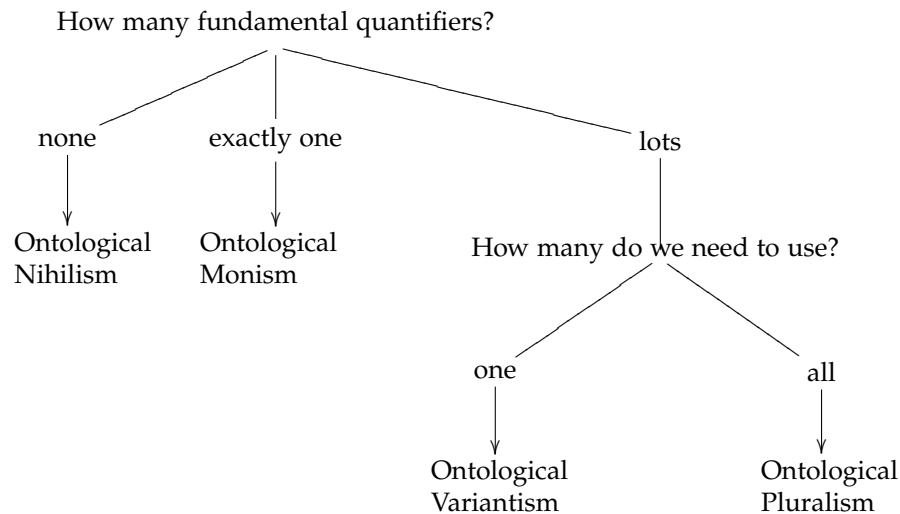 How many fundamental quantifiers?
none
exactly one
lots
Ontological
Nihilism
Ontological
Monism
How many do we need to use?
one
all
Ontological
Variantism
Ontological
Pluralism